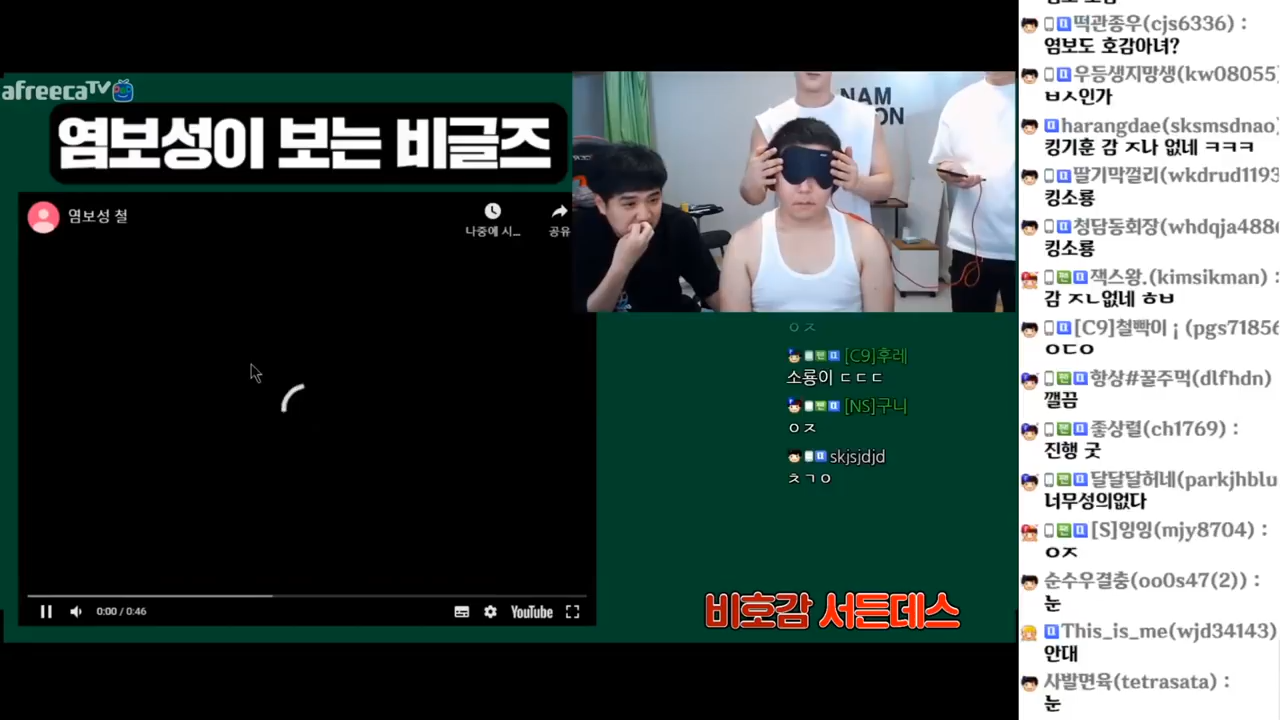 afreecaTV
염보성이 보는 비글즈
염보성 철
나중에 시...
공유
0:00 / 0:46
YouTube
NAM
ㅇㅈ
[C9]후레
소룡이 ㄷㄷㄷ
[NS]구니
ㅇㅈ
skjsjdjd
ㅊㄱㅇ
비호감 서든데스
떡관종우(cjs6336) :
염보도 호감아녀?
우등생지망생(kw08055
ㅂㅅ인가
harangdae(sksmsdnao)
킹기훈 감 ㅈ나 없네 ㅋㅋㅋ
딸기막껄리(wkdrud1193
킹소룡
청담동회장(whdqja488
킹소룡
잭스왕.(kimsikman) :
감 ㅈㄴ없네 ㅎㅂ
[C9]철빡이 ¡ (pgs71856
ㅇㄷㅇ
항상#꿀주먹(dlfhdn)
깰끔
좋상렬(ch1769) :
진행 굿
달달달허네(parkjhblu
너무성의없다
[S]잉잉(mjy8704) :
ㅇㅈ
순수우결충(oo0s47(2)) :
눈
This_is_me(wjd34143)
안대
사발면육(tetrasata) :
눈